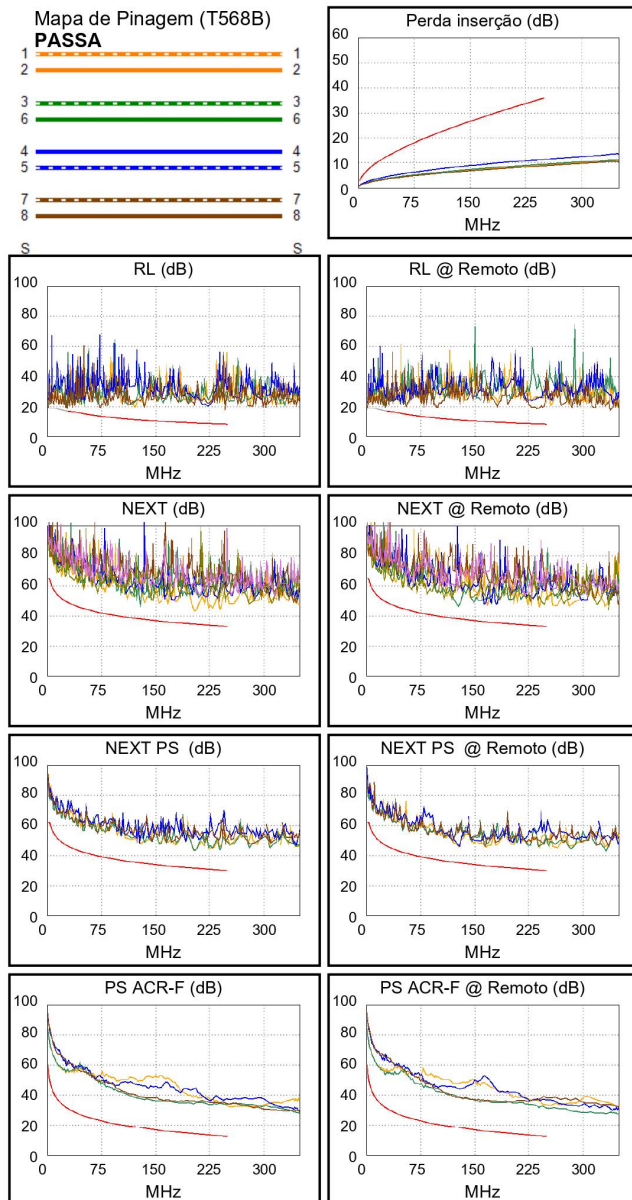 Mapa de Pinagem (T568B)
PASSA
1 1
2 2
3 3
6 6
4 4
5 5
7 7
8 8
S S
Perda inserção (dB)
60
50
40
30
20
10
0
0 75 150 225 300
MHz
RL (dB)
100
80
60
40
20
0
0 75 150 225 300
MHz
RL @ Remoto (dB)
100
80
60
40
20
0
0 75 150 225 300
MHz
NEXT (dB)
100
80
60
40
20
0
0 75 150 225 300
MHz
NEXT @ Remoto (dB)
100
80
60
40
20
0
0 75 150 225 300
MHz
NEXT PS (dB)
100
80
60
40
20
0
0 75 150 225 300
MHz
NEXT PS @ Remoto (dB)
100
80
60
40
20
0
0 75 150 225 300
MHz
PS ACR-F (dB)
100
80
60
40
20
0
0 75 150 225 300
MHz
PS ACR-F @ Remoto (dB)
100
80
60
40
20
0
0 75 150 225 300
MHz